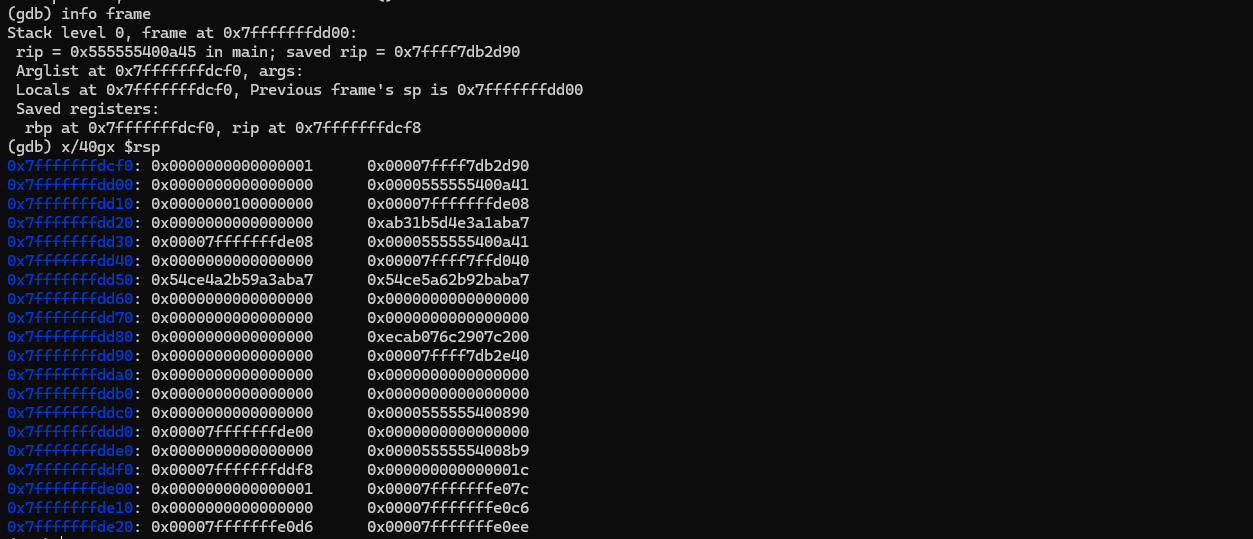 (gdb) info frame
Stack level 0, frame at 0x7fffffffdd00:
 rip = 0x555555400a45 in main; saved rip = 0x7ffff7db2d90
 Arglist at 0x7fffffffdcf0, args:
 Locals at 0x7fffffffdcf0, Previous frame's sp is 0x7fffffffdd00
 Saved registers:
  rbp at 0x7fffffffdcf0, rip at 0x7fffffffdcf8
(gdb) x/40gx $rsp
0x7fffffffdcf0: 0x0000000000000001 0x00007ffff7db2d90
0x7fffffffdd00: 0x0000000000000000 0x0000555555400a41
0x7fffffffdd10: 0x0000000100000000 0x00007fffffffde08
0x7fffffffdd20: 0x0000000000000000 0xab31b5d4e3a1aba7
0x7fffffffdd30: 0x00007fffffffde08 0x0000555555400a41
0x7fffffffdd40: 0x0000000000000000 0x00007ffff7ffd040
0x7fffffffdd50: 0x54ce4a2b59a3aba7 0x54ce5a62b92baba7
0x7fffffffdd60: 0x0000000000000000 0x0000000000000000
0x7fffffffdd70: 0x0000000000000000 0x0000000000000000
0x7fffffffdd80: 0x0000000000000000 0xecab076c2907c200
0x7fffffffdd90: 0x0000000000000000 0x00007ffff7db2e40
0x7fffffffdda0: 0x0000000000000000 0x0000000000000000
0x7fffffffddb0: 0x0000000000000000 0x0000000000000000
0x7fffffffddc0: 0x0000000000000000 0x0000555555400890
0x7fffffffddd0: 0x00007fffffffde00 0x0000000000000000
0x7fffffffdde0: 0x0000000000000000 0x00005555554008b9
0x7fffffffddf0: 0x00007fffffffddf8 0x000000000000001c
0x7fffffffde00: 0x0000000000000001 0x00007fffffffe07c
0x7fffffffde10: 0x0000000000000000 0x00007fffffffe0c6
0x7fffffffde20: 0x00007fffffffe0d6 0x00007fffffffe0ee